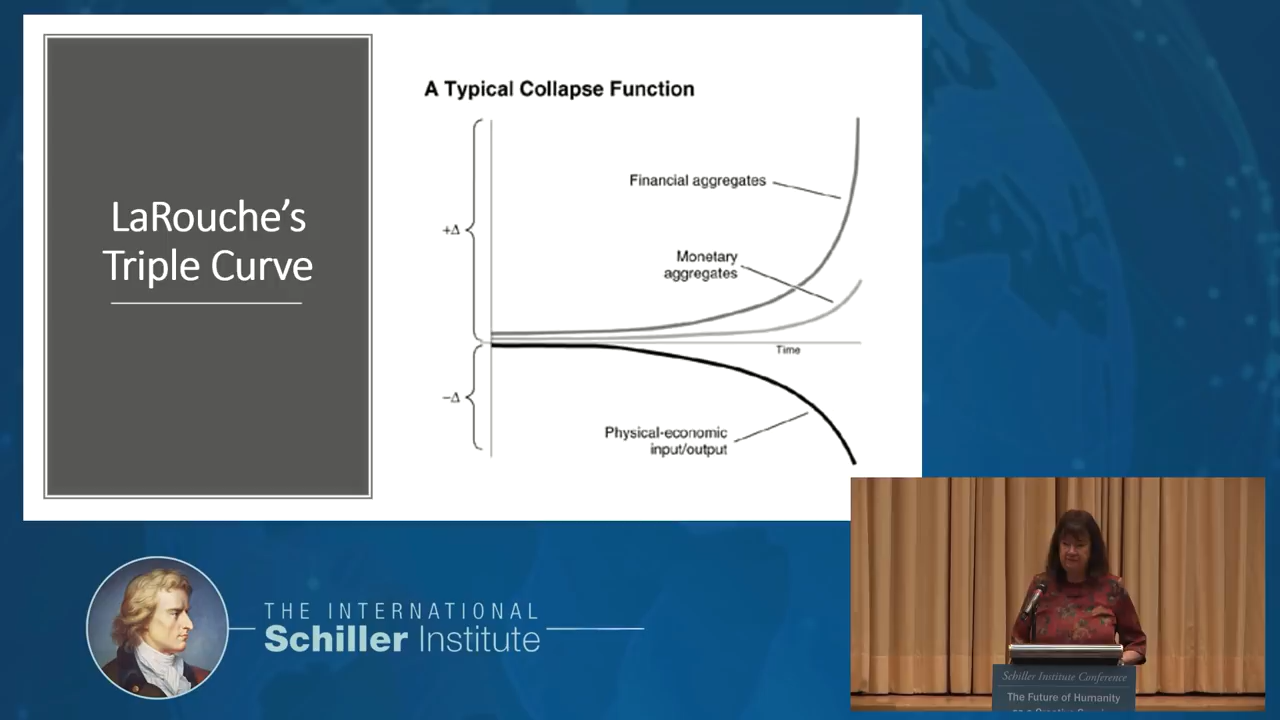 LaRouche's
Triple Curve
A Typical Collapse Function
+Δ
Financial aggregates
Monetary
aggregates
Time
−Δ
Physical-economic
input/output
THE INTERNATIONAL
Schiller Institute
Schiller Institute Conference
The Future of Humanity